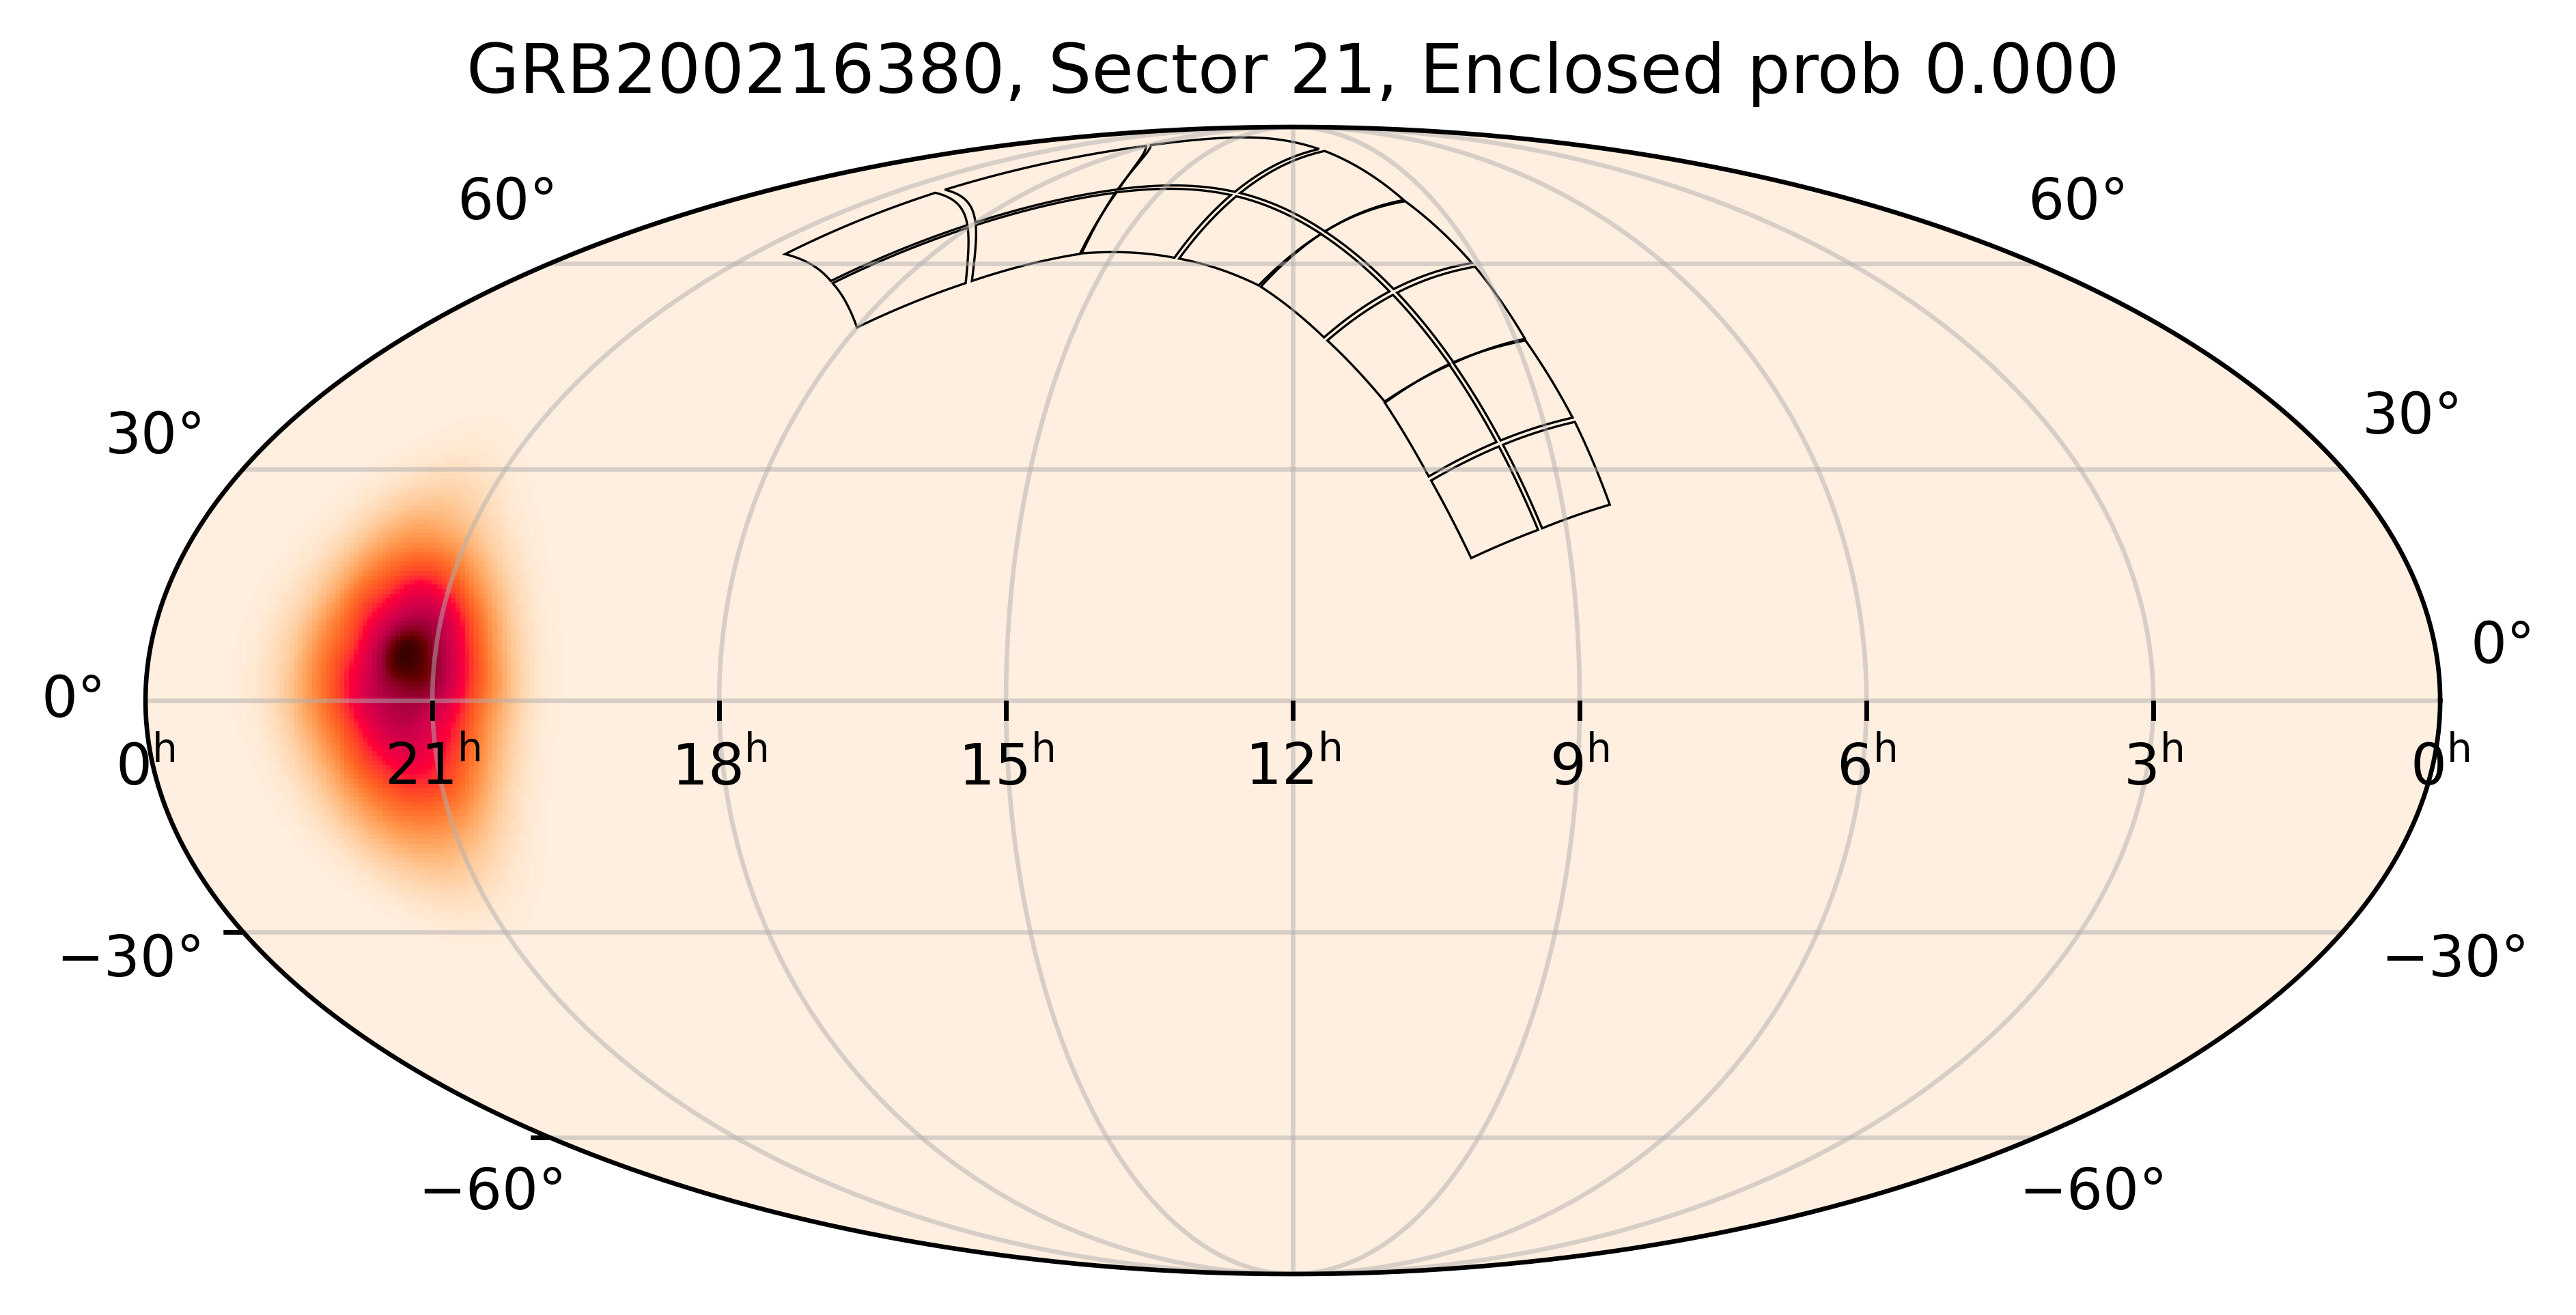 GRB200216380, Sector 21, Enclosed prob 0.000
60° 60°
30° 30°
0° 0°
0ʰ 21ʰ 18ʰ 15ʰ 12ʰ 9ʰ 6ʰ 3ʰ 0ʰ
−30° −30°
−60° −60°